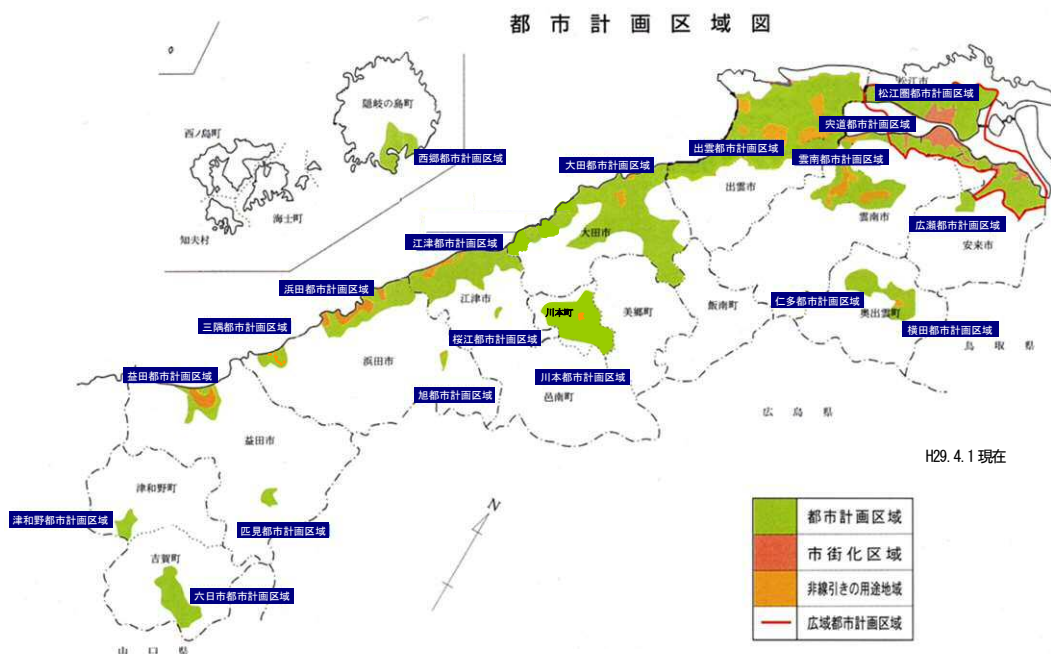 都市計画区域図
松江市
松江圏都市計画区域
隠岐の島町
宍道都市計画区域
西ノ島町
西郷都市計画区域
大田都市計画区域
出雲都市計画区域
雲南都市計画区域
出雲市
海士町
雲南市
知夫村
江津都市計画区域
大田市
広瀬都市計画区域
安来市
浜田都市計画区域
江津市
飯南町
仁多都市計画区域
川本町
美郷町
奥出雲町
三隅都市計画区域
横田都市計画区域
桜江都市計画区域
鳥取県
浜田市
益田都市計画区域
川本都市計画区域
旭都市計画区域
邑南町
広島県
益田市
H29.4.1現在
津和野町
N
津和野都市計画区域
匹見都市計画区域
吉賀町
六日市都市計画区域
山口県
都市計画区域
市街化区域
非線引きの用途地域
広域都市計画区域